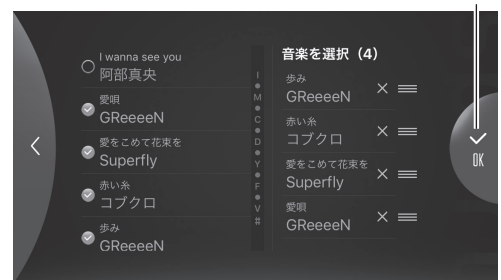 I wanna see you
阿部真央
愛唄
GReeeeN
愛をこめて花束を
Superfly
赤い糸
コブクロ
歩み
GReeeeN
I
M
C
D
Y
F
V
#
音楽を選択（4）
歩み
GReeeeN
赤い糸
コブクロ
愛をこめて花束を
Superfly
愛唄
GReeeeN
OK